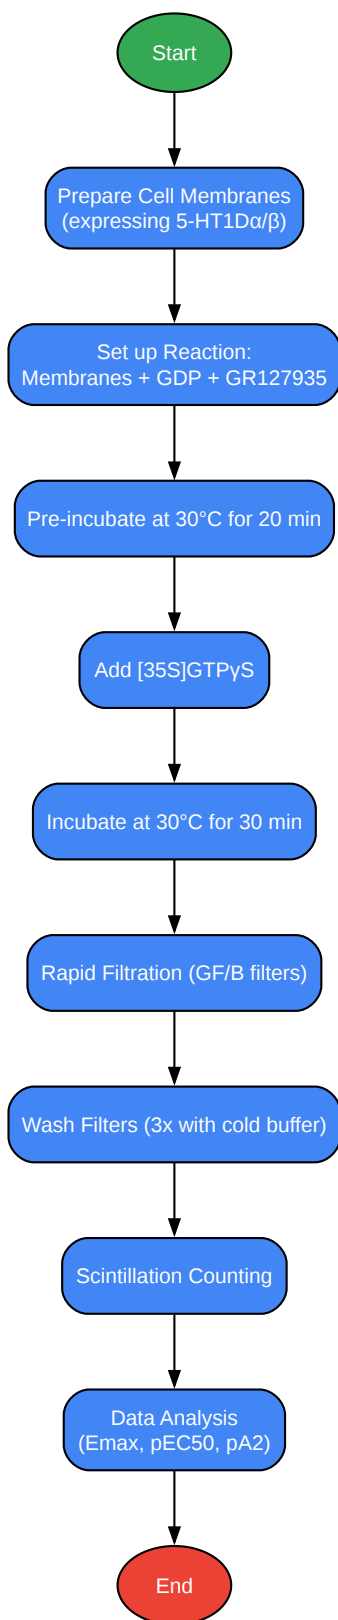 Start
Prepare Cell Membranes
(expressing 5-HT1Dα/β)
Set up Reaction:
Membranes + GDP + GR127935
Pre-incubate at 30°C for 20 min
Add [35S]GTPγS
Incubate at 30°C for 30 min
Rapid Filtration (GF/B filters)
Wash Filters (3x with cold buffer)
Scintillation Counting
Data Analysis
(Emax, pEC50, pA2)
End